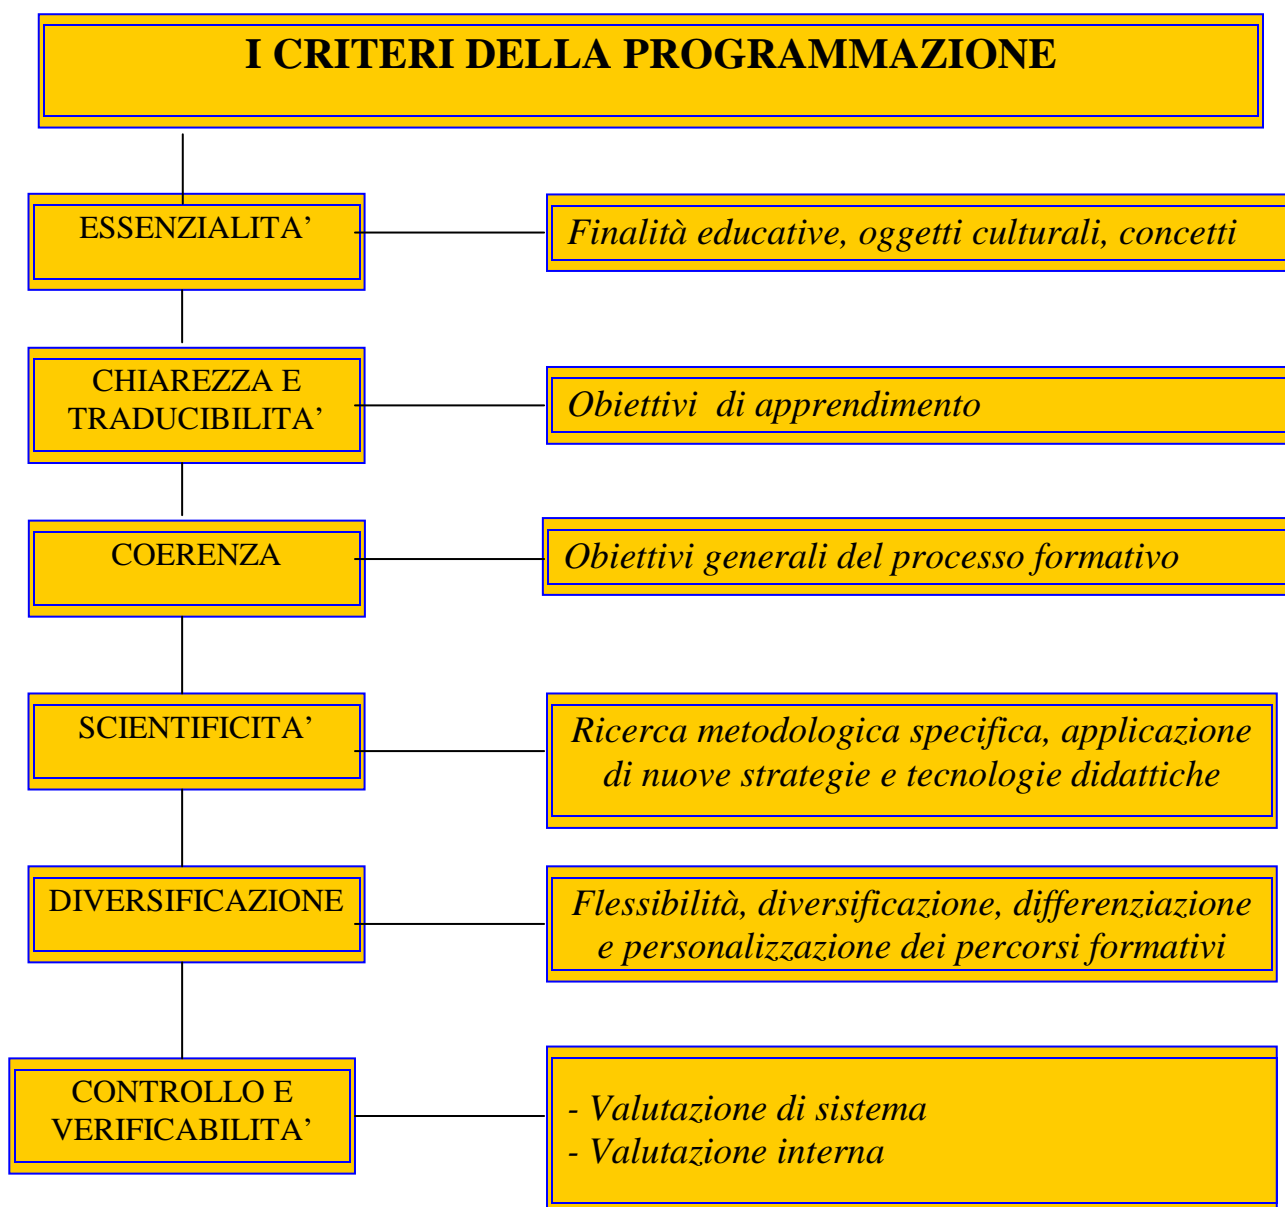 I CRITERI DELLA PROGRAMMAZIONE
ESSENZIALITA’
Finalità educative, oggetti culturali, concetti
CHIAREZZA E
TRADUCIBILITA’
Obiettivi  di apprendimento
COERENZA
Obiettivi generali del processo formativo
SCIENTIFICITA’
Ricerca metodologica specifica, applicazione
di nuove strategie e tecnologie didattiche
DIVERSIFICAZIONE
Flessibilità, diversificazione, differenziazione
e personalizzazione dei percorsi formativi
CONTROLLO E
VERIFICABILITA’
- Valutazione di sistema
- Valutazione interna